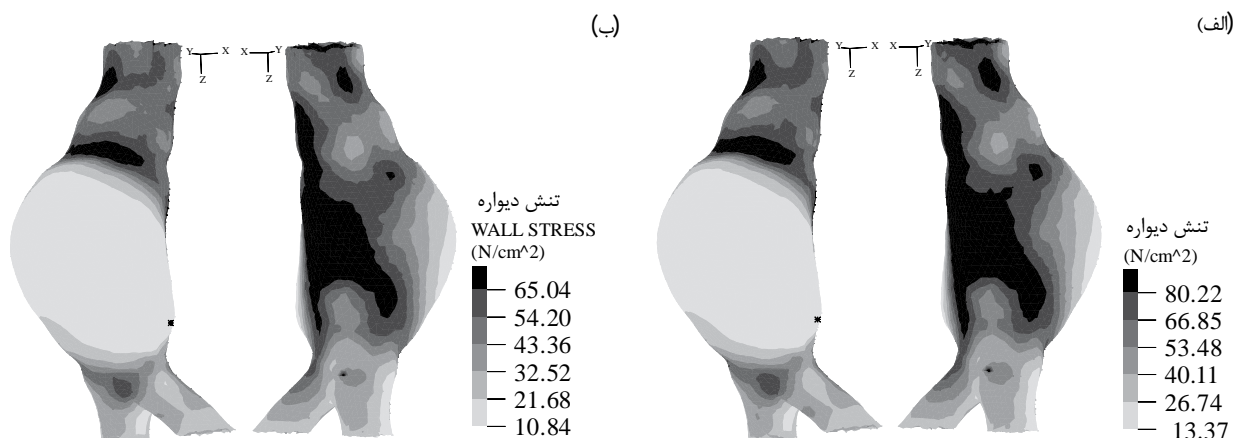 (الف)
Y X X Y
Z Z
تنش دیواره
(N/cm^2)
80.22
66.85
53.48
40.11
26.74
13.37
(ب)
Y X X Y
Z Z
تنش دیواره
WALL STRESS
(N/cm^2)
65.04
54.20
43.36
32.52
21.68
10.84